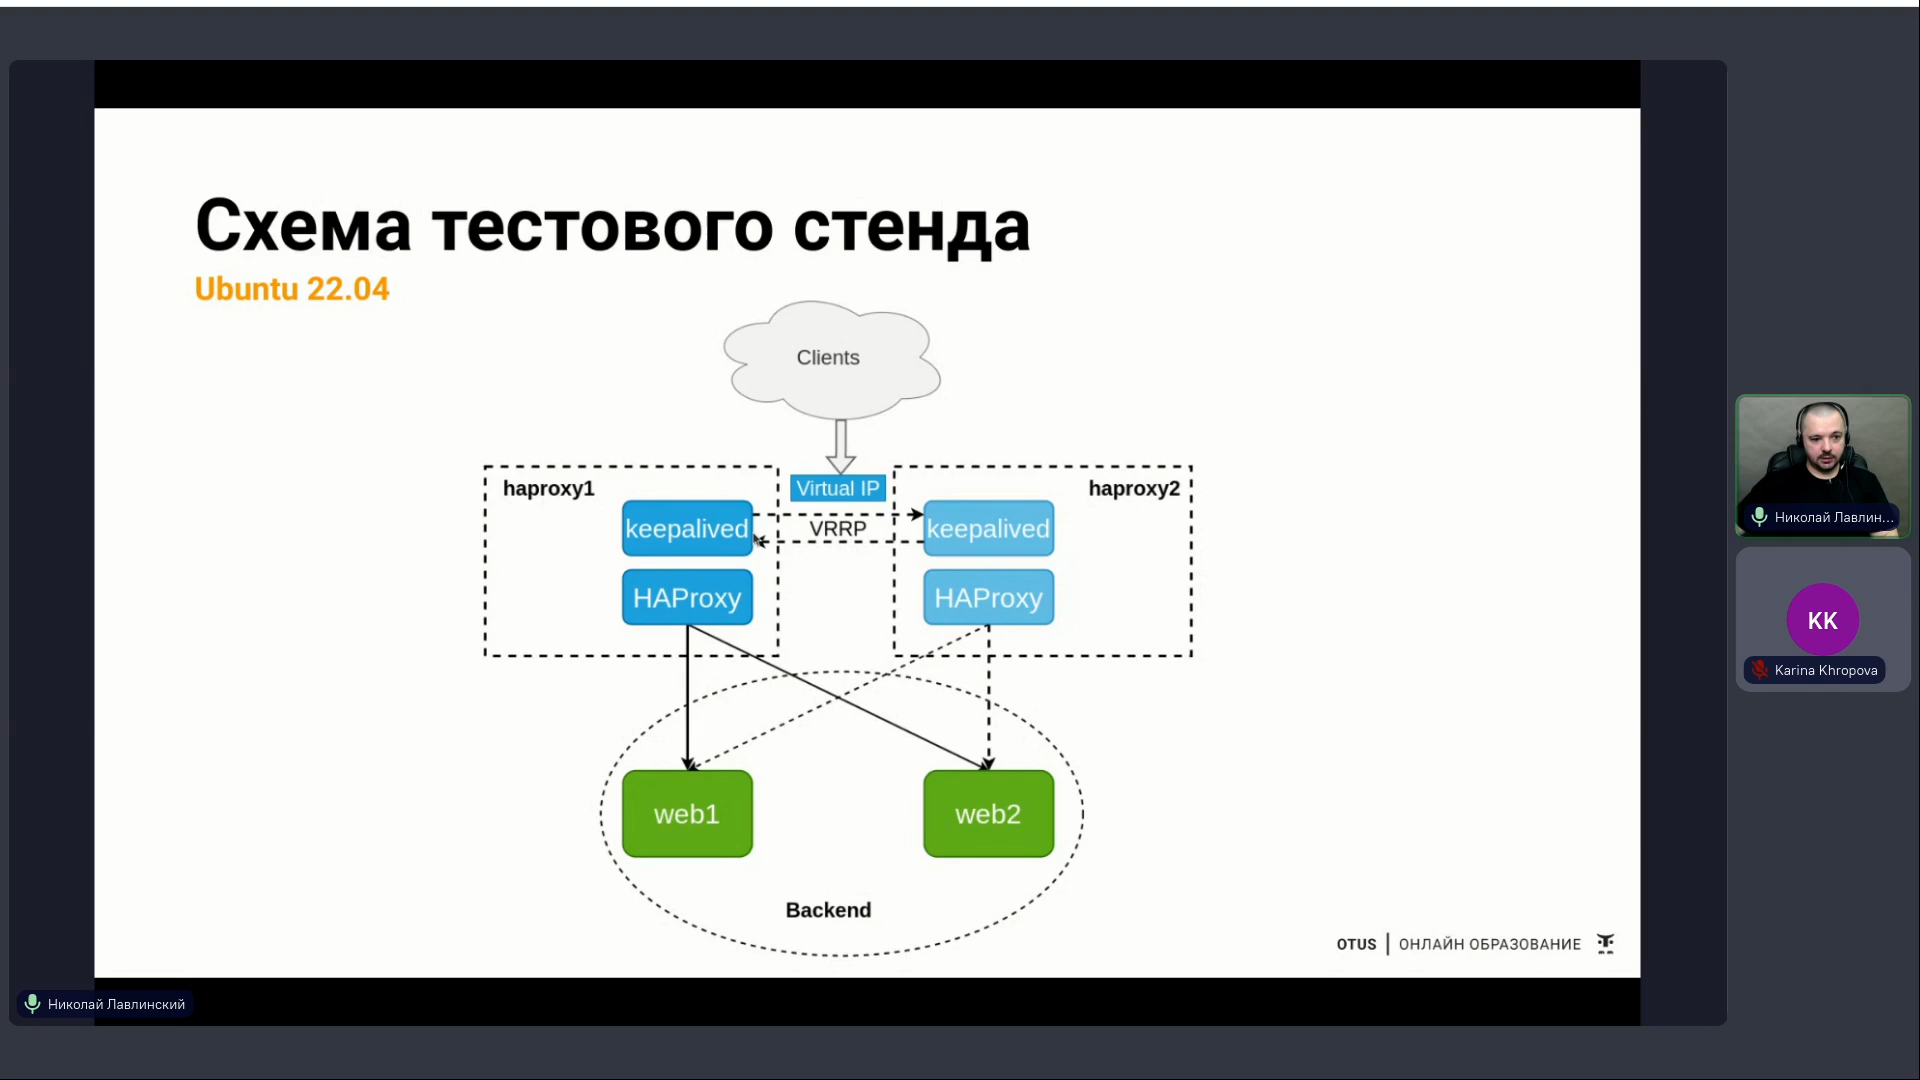 Схема тестового стенда
Ubuntu 22.04
Clients
haproxy1
Virtual IP
haproxy2
keepalived
VRRP
keepalived
HAProxy
HAProxy
web1
web2
Backend
OTUS | ОНЛАЙН ОБРАЗОВАНИЕ
Николай Лавлинский
Николай Лавлин...
KK
Karina Khropova